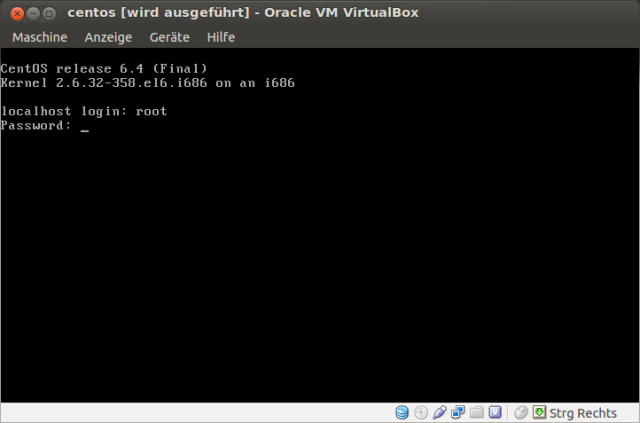 centos [wird ausgeführt] - Oracle VM VirtualBox
Maschine Anzeige Geräte Hilfe
CentOS release 6.4 (Final)
Kernel 2.6.32-358.el6.i686 on an i686
localhost login: root
Password: _
Strg Rechts